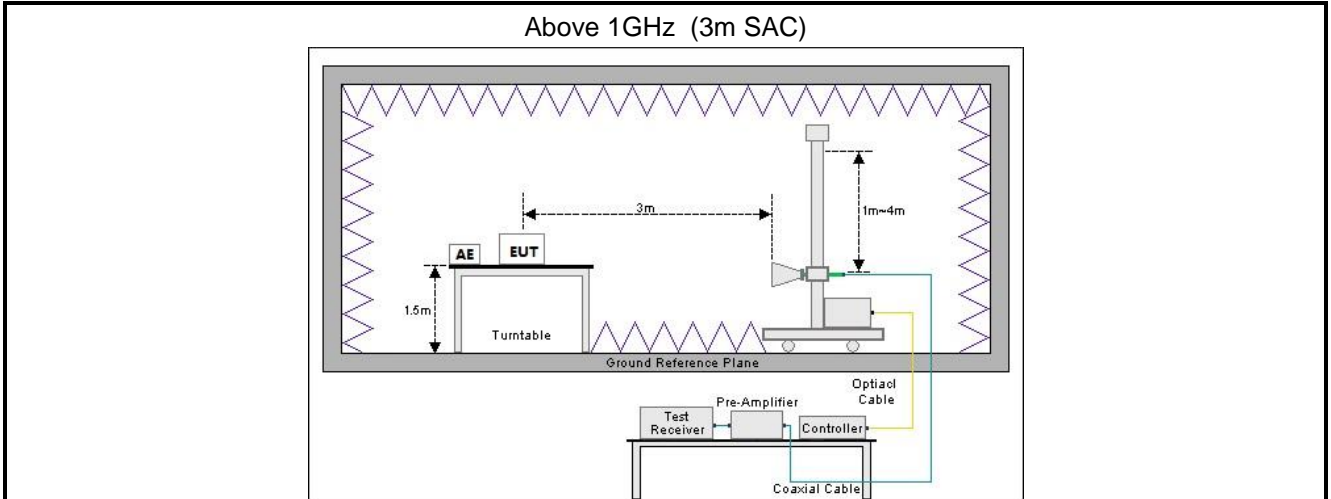 Above 1GHz (3m SAC)
3m
1m~4m
AE
EUT
1.5m
Turntable
Ground Reference Plane
Optiacl
Cable
Pre-Amplifier
Test
Receiver
Controller
Coaxial Cable